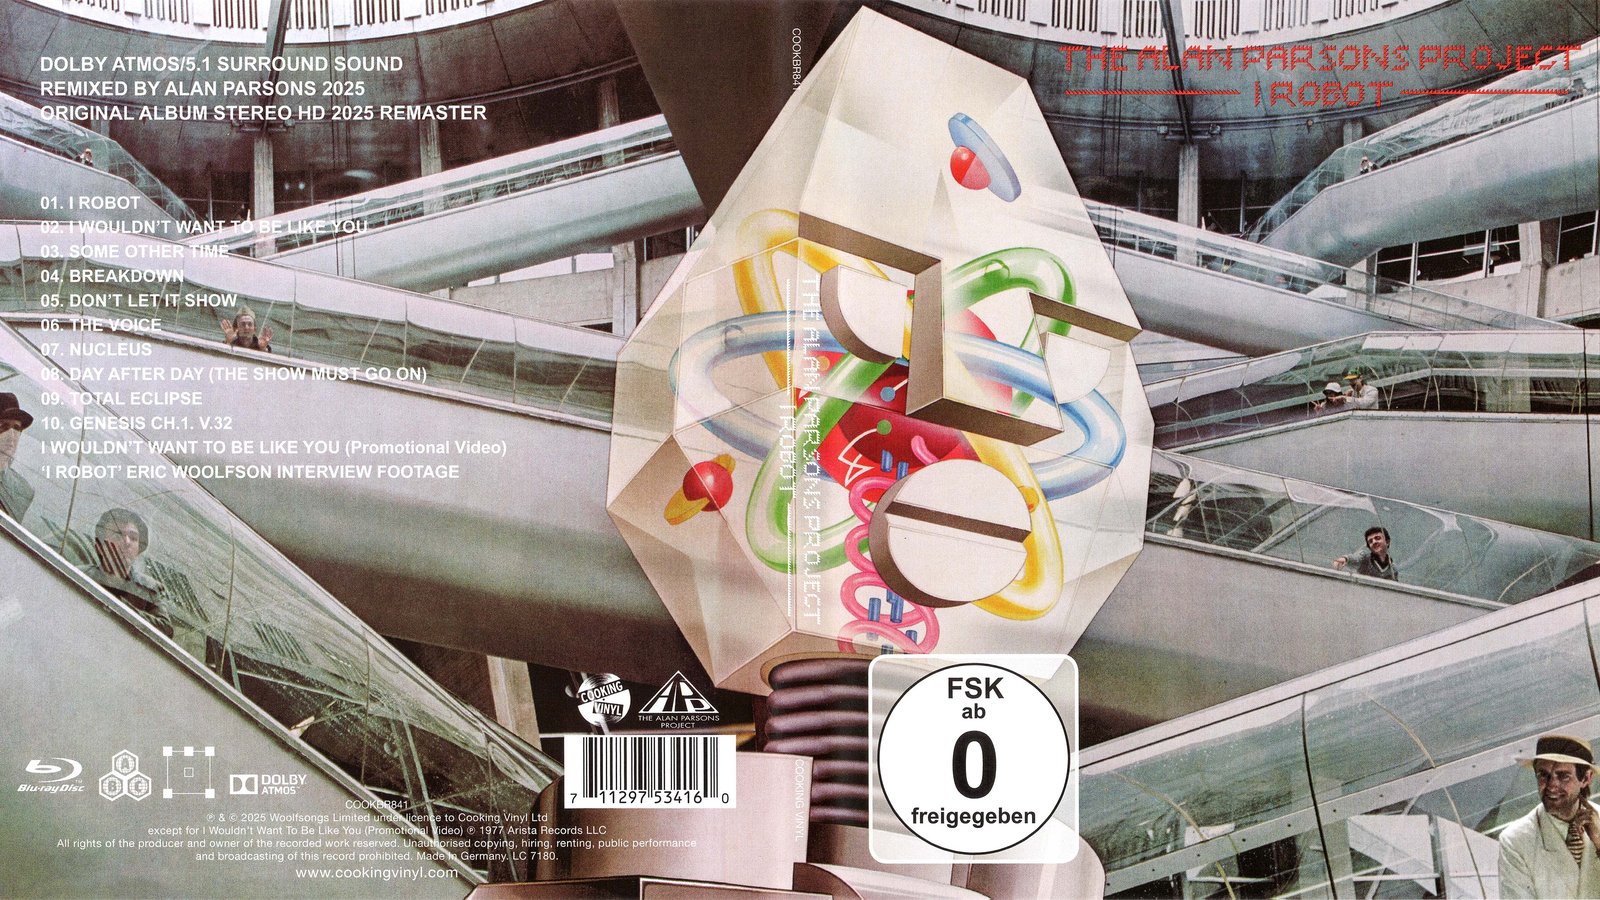 DOLBY ATMOS/5.1 SURROUND SOUND
REMIXED BY ALAN PARSONS 2025
ORIGINAL ALBUM STEREO HD 2025 REMASTER
01. I ROBOT
02. I WOULDN'T WANT TO BE LIKE YOU
03. SOME OTHER TIME
04. BREAKDOWN
05. DON'T LET IT SHOW
06. THE VOICE
07. NUCLEUS
08. DAY AFTER DAY (THE SHOW MUST GO ON)
09. TOTAL ECLIPSE
10. GENESIS CH.1. V.32
I WOULDN'T WANT TO BE LIKE YOU (Promotional Video)
'I ROBOT' ERIC WOOLFSON INTERVIEW FOOTAGE
COOKING
VINYL
THE ALAN PARSONS
PROJECT
7 11297 53416 0
Blu-ray Disc TM
DOLBY
ATMOS
COOKBR841
℗ & © 2025 Woolfsongs Limited under licence to Cooking Vinyl Ltd
except for I Wouldn't Want To Be Like You (Promotional Video) ℗ 1977 Arista Records LLC
All rights of the producer and owner of the recorded work reserved. Unauthorised copying, hiring, renting, public performance
and broadcasting of this record prohibited. Made in Germany. LC 7180.
www.cookingvinyl.com
COOKBR841
THE ALAN PARSONS PROJECT
I ROBOT
COOKING VINYL
THE ALAN PARSONS PROJECT
I ROBOT
FSK
ab
0
freigegeben